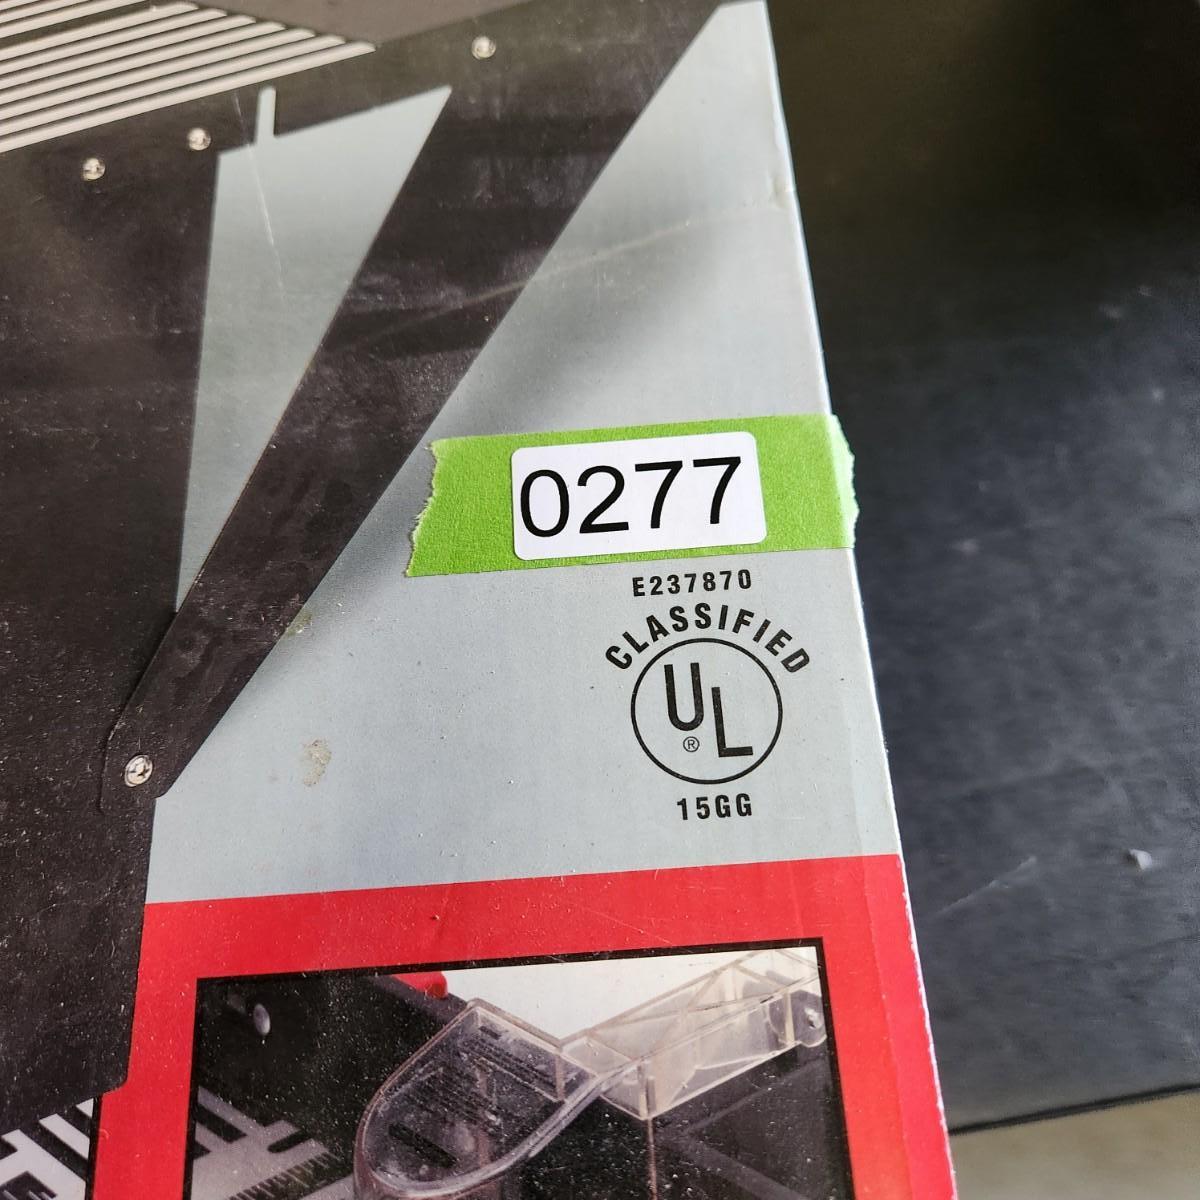 0277
E237870
CLASSIFIED
UL
®
15GG